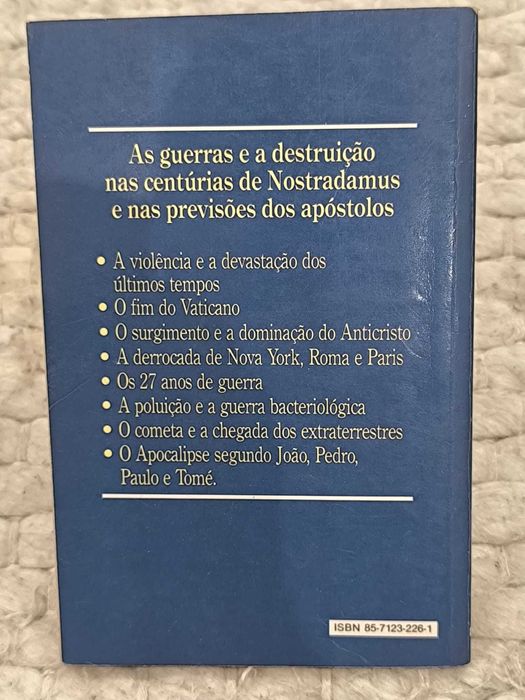 As guerras e a destruição
nas centúrias de Nostradamus
e nas previsões dos apóstolos
• A violência e a devastação dos
últimos tempos
• O fim do Vaticano
• O surgimento e a dominação do Anticristo
• A derrocada de Nova York, Roma e Paris
• Os 27 anos de guerra
• A poluição e a guerra bacteriológica
• O cometa e a chegada dos extraterrestres
• O Apocalipse segundo João, Pedro,
Paulo e Tomé.
ISBN 85-7123-226-1